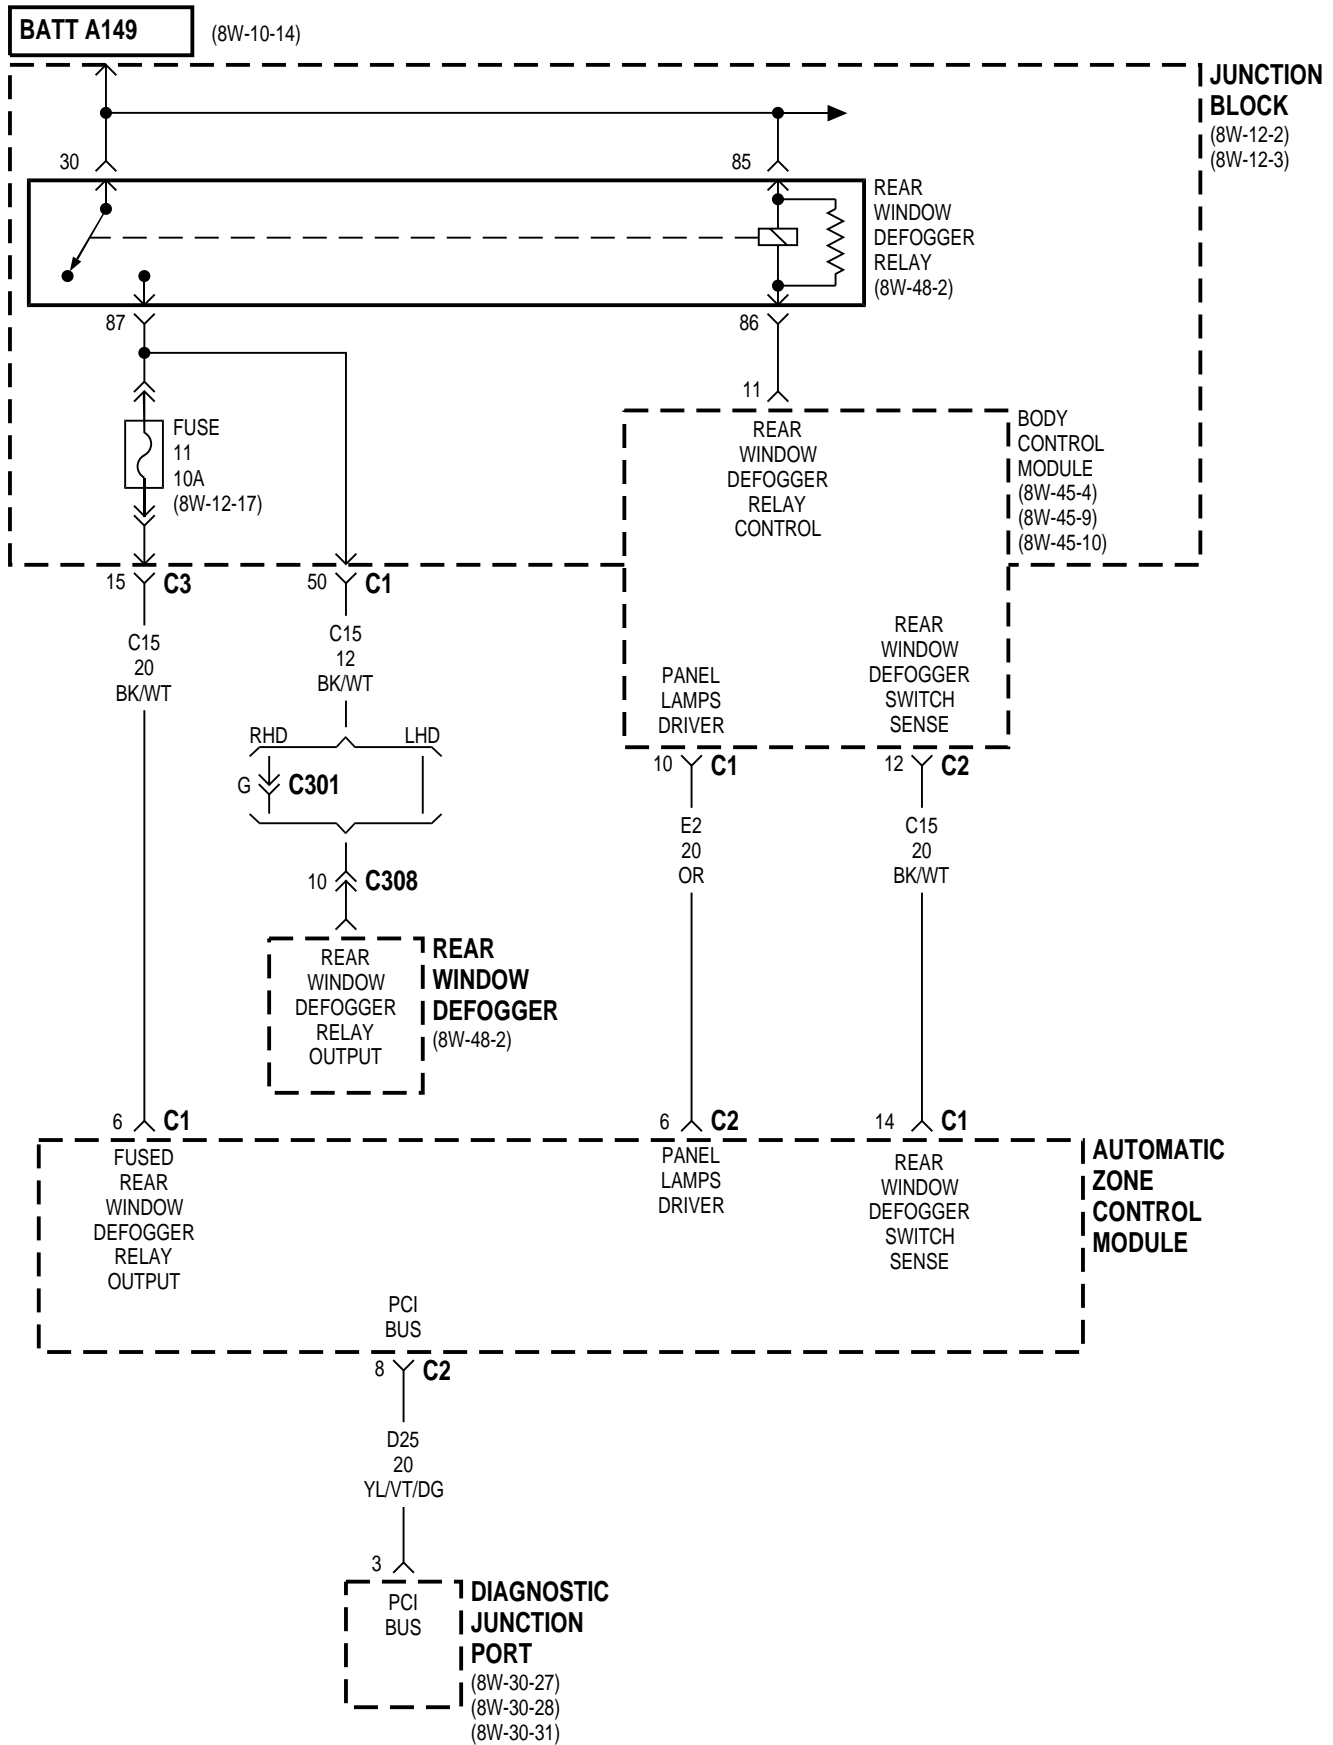 BATT A149
(8W-10-14)
JUNCTION
BLOCK
(8W-12-2)
(8W-12-3)
30
85
REAR
WINDOW
DEFOGGER
RELAY
(8W-48-2)
87
86
11
FUSE
11
10A
(8W-12-17)
REAR
WINDOW
DEFOGGER
RELAY
CONTROL
BODY
CONTROL
MODULE
(8W-45-4)
(8W-45-9)
(8W-45-10)
15 C3
50 C1
C15
20
BK/WT
C15
12
BK/WT
PANEL
LAMPS
DRIVER
REAR
WINDOW
DEFOGGER
SWITCH
SENSE
RHD
LHD
10 C1
12 C2
G C301
E2
20
OR
C15
20
BK/WT
10 C308
REAR
WINDOW
DEFOGGER
RELAY
OUTPUT
REAR
WINDOW
DEFOGGER
(8W-48-2)
6 C1
6 C2
14 C1
FUSED
REAR
WINDOW
DEFOGGER
RELAY
OUTPUT
PANEL
LAMPS
DRIVER
REAR
WINDOW
DEFOGGER
SWITCH
SENSE
AUTOMATIC
ZONE
CONTROL
MODULE
PCI
BUS
8 C2
D25
20
YL/VT/DG
3
PCI
BUS
DIAGNOSTIC
JUNCTION
PORT
(8W-30-27)
(8W-30-28)
(8W-30-31)